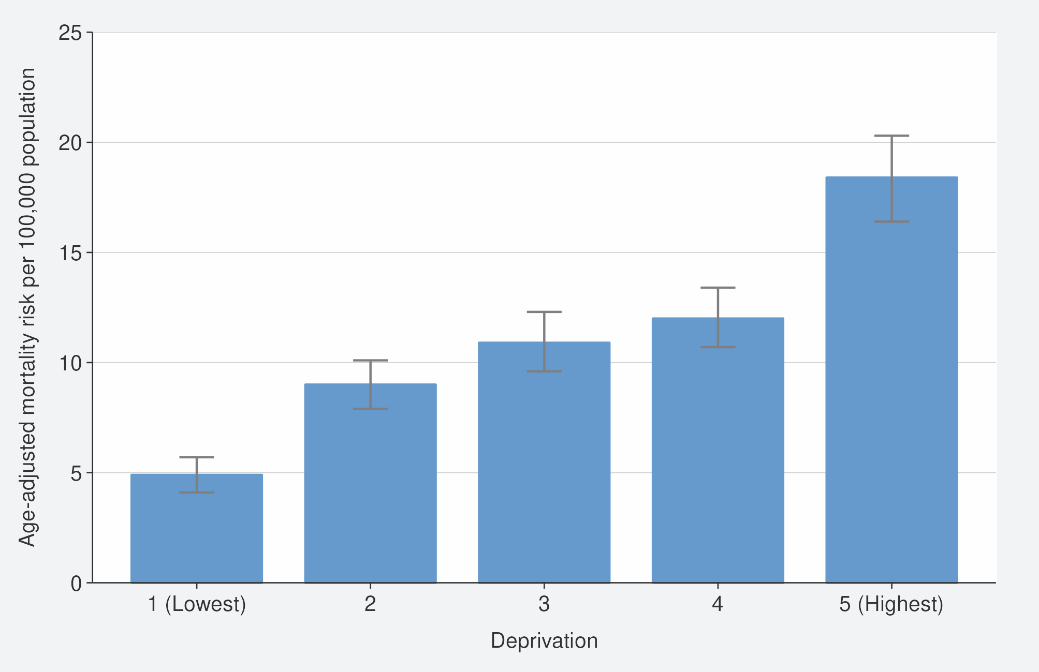 Age-adjusted mortality risk per 100,000 population
25
20
15
10
5
0
1 (Lowest)
2
3
4
5 (Highest)
Deprivation